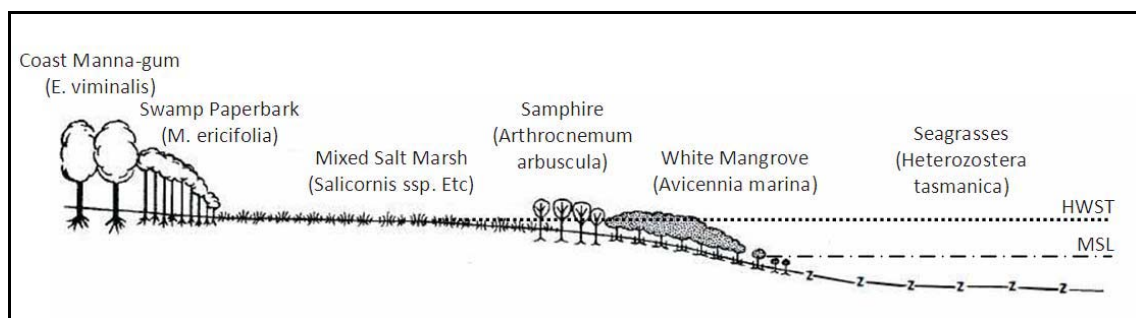 Coast Manna-gum
(E. viminalis)
Swamp Paperbark
(M. ericifolia)
Mixed Salt Marsh
(Salicornis ssp. Etc)
Samphire
(Arthrocnemum
arbuscula)
White Mangrove
(Avicennia marina)
Seagrasses
(Heterozostera
tasmanica)
HWST
MSL
z
z
z
z
z
z